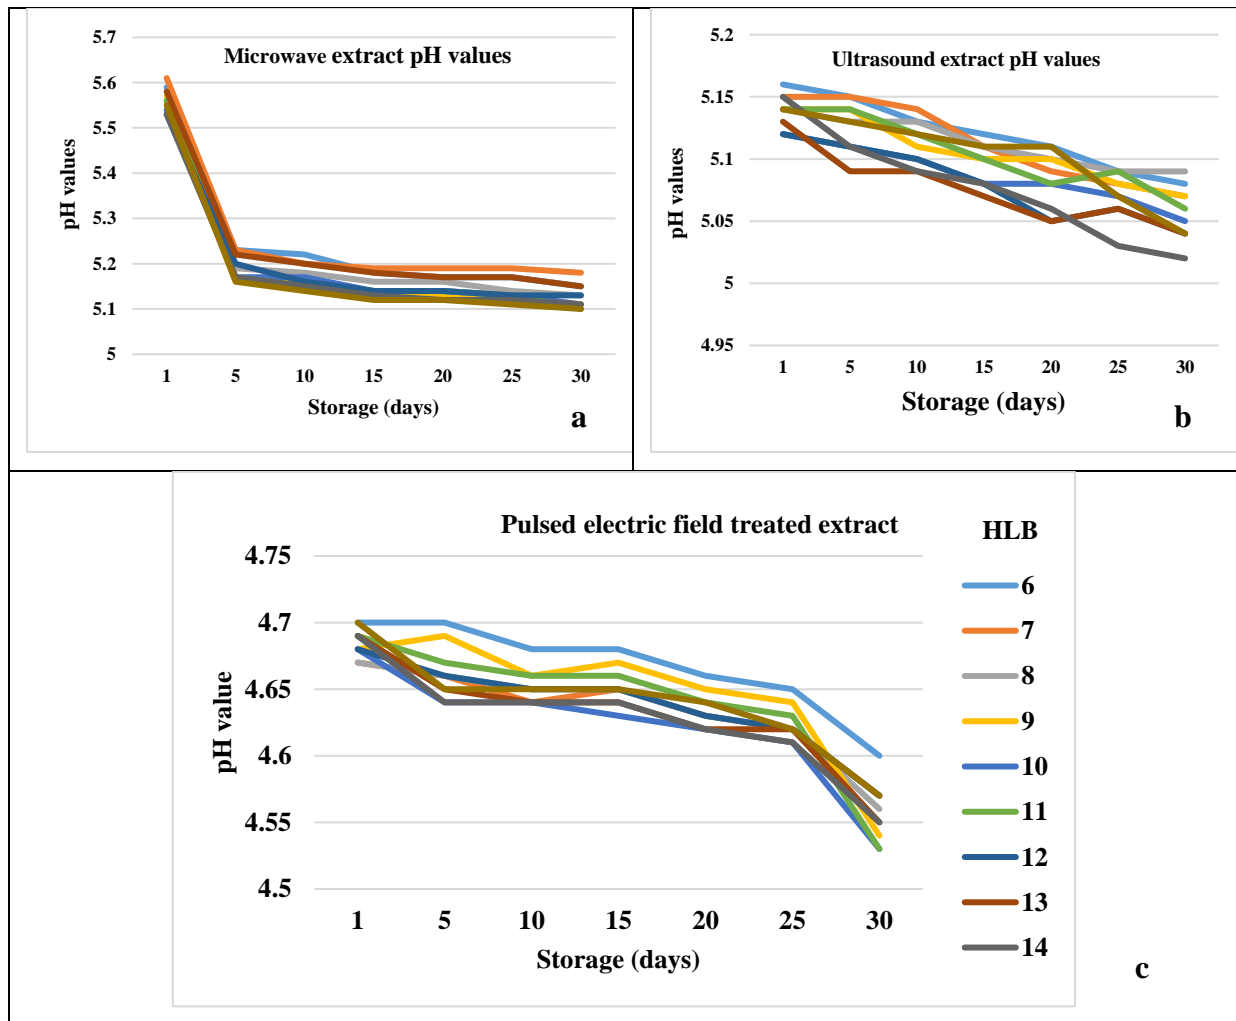 Microwave extract pH values
5.7
5.6
5.5
5.4
5.3
5.2
5.1
5
pH values
1 5 10 15 20 25 30
Storage (days)
a
Ultrasound extract pH values
5.2
5.15
5.1
5.05
5
4.95
pH values
1 5 10 15 20 25 30
Storage (days)
b
Pulsed electric field treated extract
4.75
4.7
4.65
4.6
4.55
4.5
pH value
1 5 10 15 20 25 30
Storage (days)
HLB
6
7
8
9
10
11
12
13
14
c